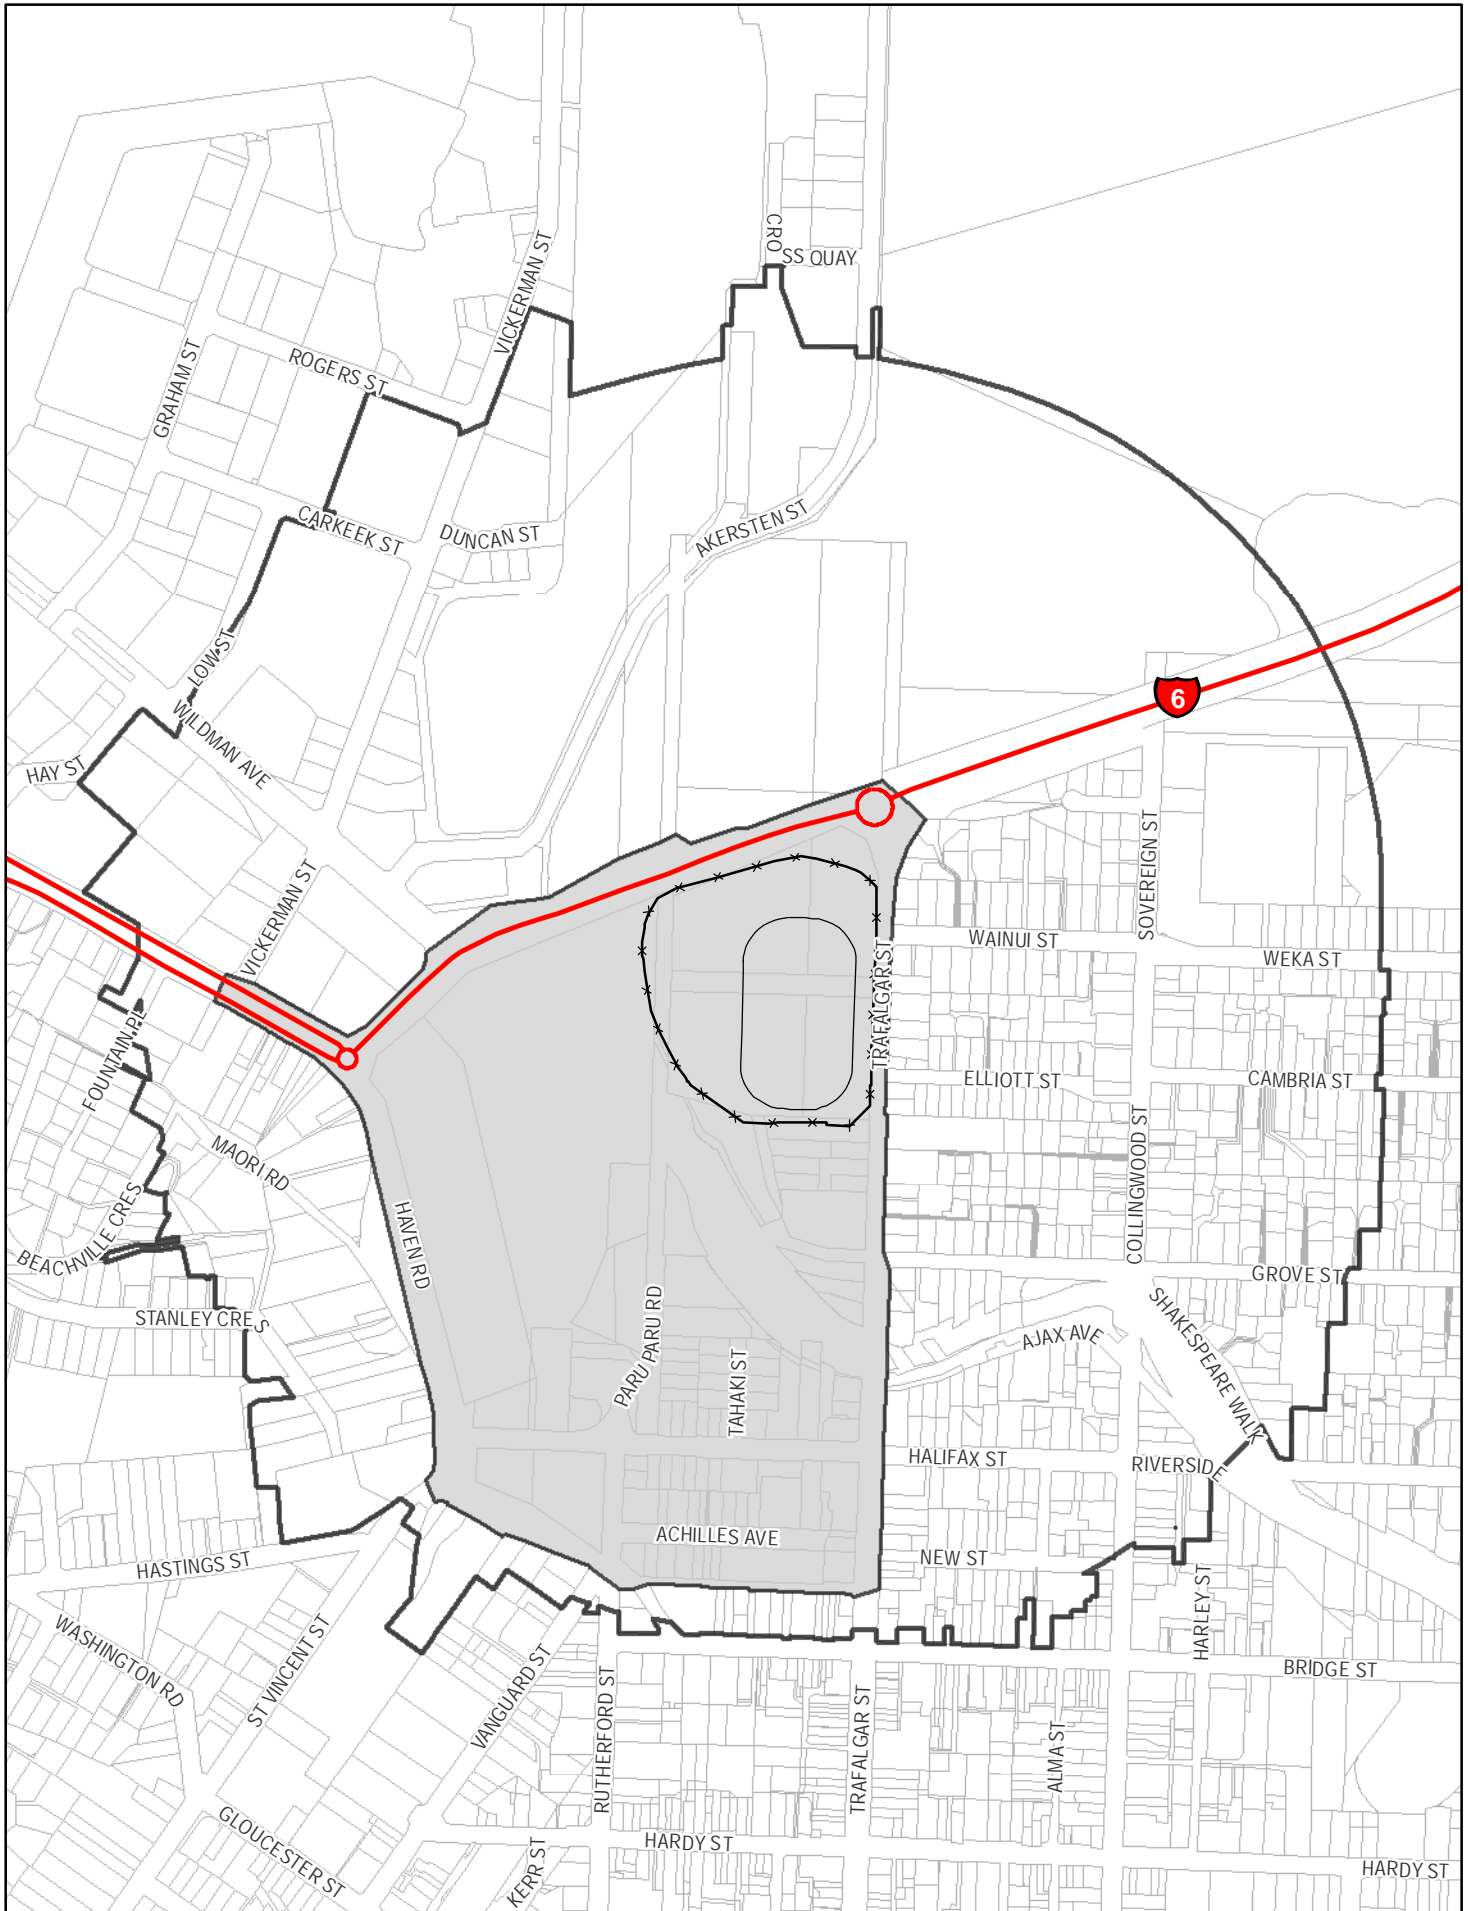 CRO
SS QUAY
VICKERMAN ST
ROGERS ST
GRAHAM ST
CARKEEK ST
DUNCAN ST
AKERSTEN ST
LOW ST
WILDMAN AVE
HAY ST
6
VICKERMAN ST
SOVEREIGN ST
WAINUI ST
WEKA ST
TRAFALGAR ST
FOUNTAIN PL
ELLIOTT ST
CAMBRIA ST
MAORI RD
COLLINGWOOD ST
BEACHVILLE CRES
HAVEN RD
GROVE ST
STANLEY CRES
SHAKESPEARE WALK
AJAX AVE
PARU PARU RD
TAHAKI ST
HALIFAX ST
RIVERSIDE
ACHILLES AVE
NEW ST
HASTINGS ST
HARLEY ST
WASHINGTON RD
ST VINCENT ST
VANGUARD ST
RUTHERFORD ST
TRAFALGAR ST
ALMA ST
BRIDGE ST
GLOUCESTER ST
KERR ST
HARDY ST
HARDY ST